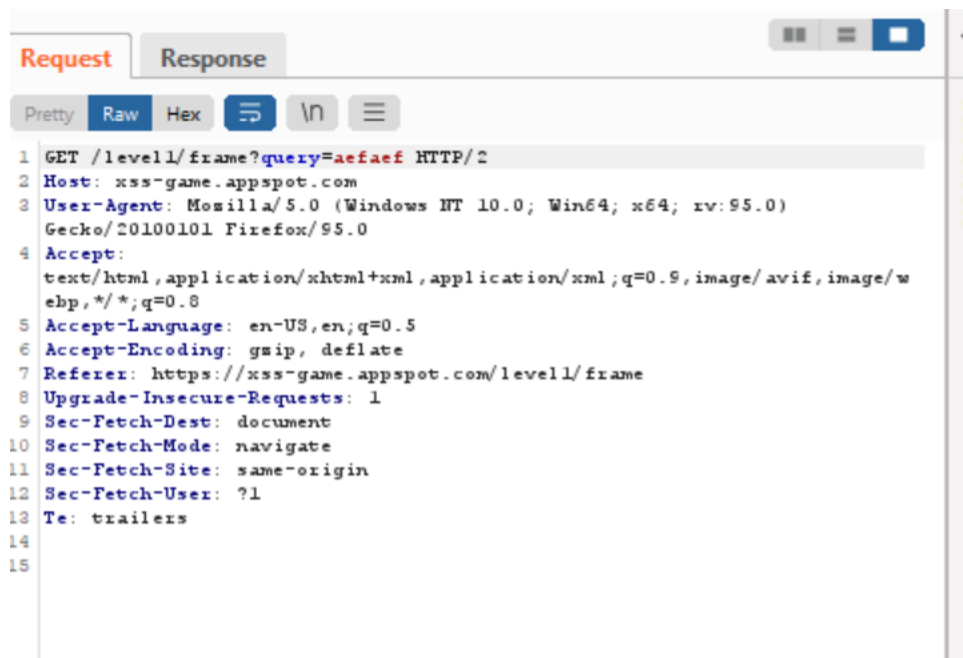 Request Response
Pretty Raw Hex \n
1 GET /level1/frame?query=aefaef HTTP/2
2 Host: xss-game.appspot.com
3 User-Agent: Mozilla/5.0 (Windows NT 10.0; Win64; x64; rv:95.0)
Gecko/20100101 Firefox/95.0
4 Accept:
text/html,application/xhtml+xml,application/xml;q=0.9,image/avif,image/w
ebp,*/*;q=0.8
5 Accept-Language: en-US,en;q=0.5
6 Accept-Encoding: gzip, deflate
7 Referer: https://xss-game.appspot.com/level1/frame
8 Upgrade-Insecure-Requests: 1
9 Sec-Fetch-Dest: document
10 Sec-Fetch-Mode: navigate
11 Sec-Fetch-Site: same-origin
12 Sec-Fetch-User: ?1
13 Te: trailers
14
15